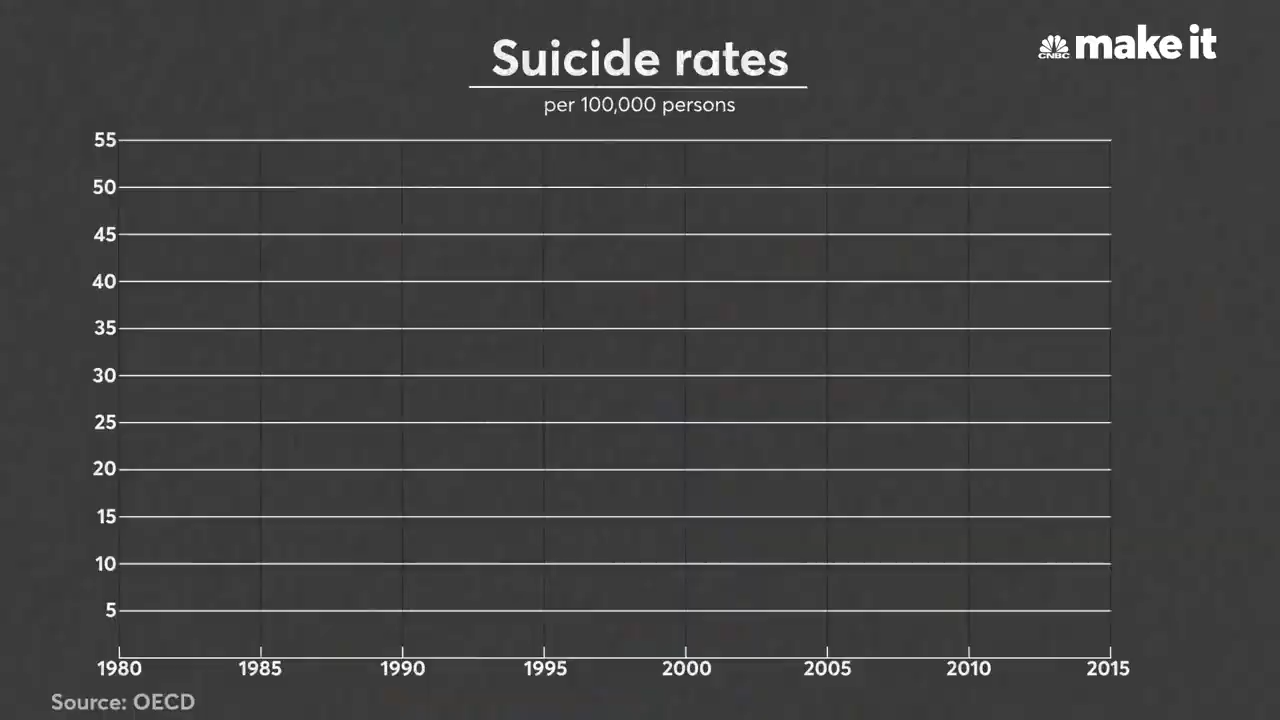 Suicide rates
CNBC make it
per 100,000 persons
55
50
45
40
35
30
25
20
15
10
5
1980 1985 1990 1995 2000 2005 2010 2015
Source: OECD